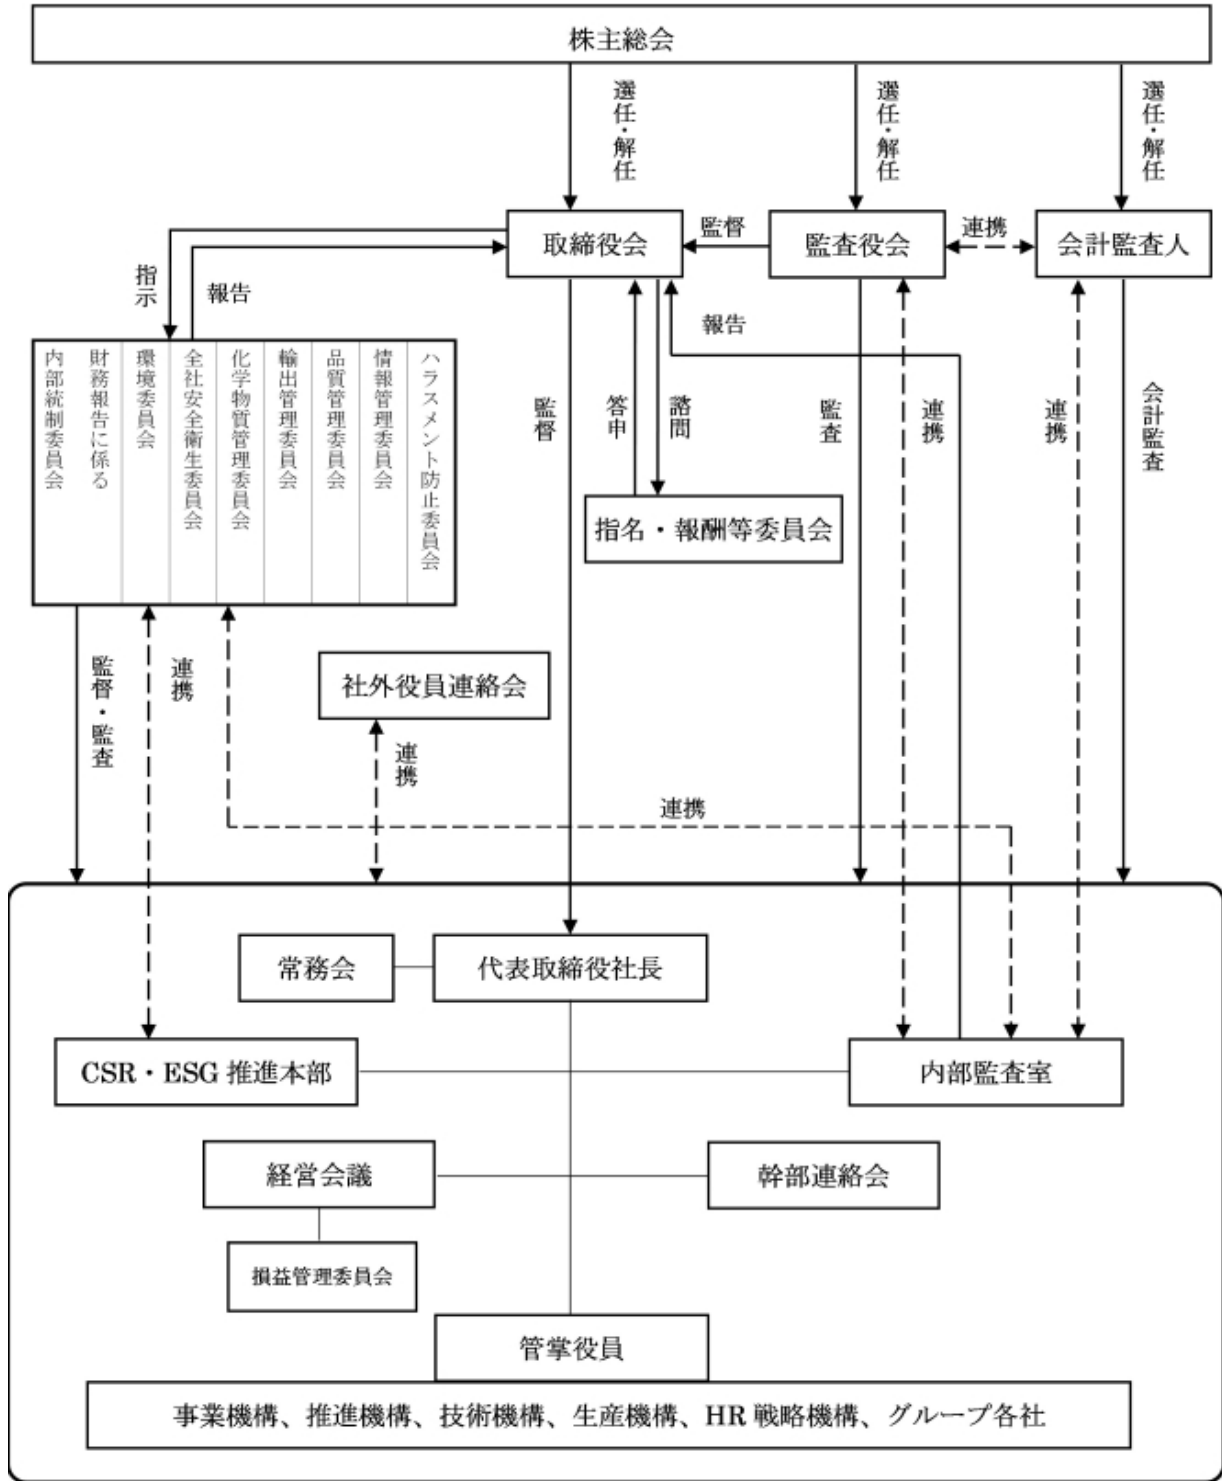 株主総会
選任・解任
選任・解任
選任・解任
取締役会
監督
監査役会
連携
会計監査人
指示
報告
報告
財務報告に係る
内部統制委員会
環境委員会
全社安全衛生委員会
化学物質管理委員会
輸出管理委員会
品質管理委員会
情報管理委員会
ハラスメント防止委員会
監督
答申
諮問
監査
連携
連携
会計監査
指名・報酬等委員会
監督・監査
連携
社外役員連絡会
連携
連携
常務会
代表取締役社長
CSR・ESG 推進本部
内部監査室
経営会議
幹部連絡会
損益管理委員会
管掌役員
事業機構、推進機構、技術機構、生産機構、HR 戦略機構、グループ各社